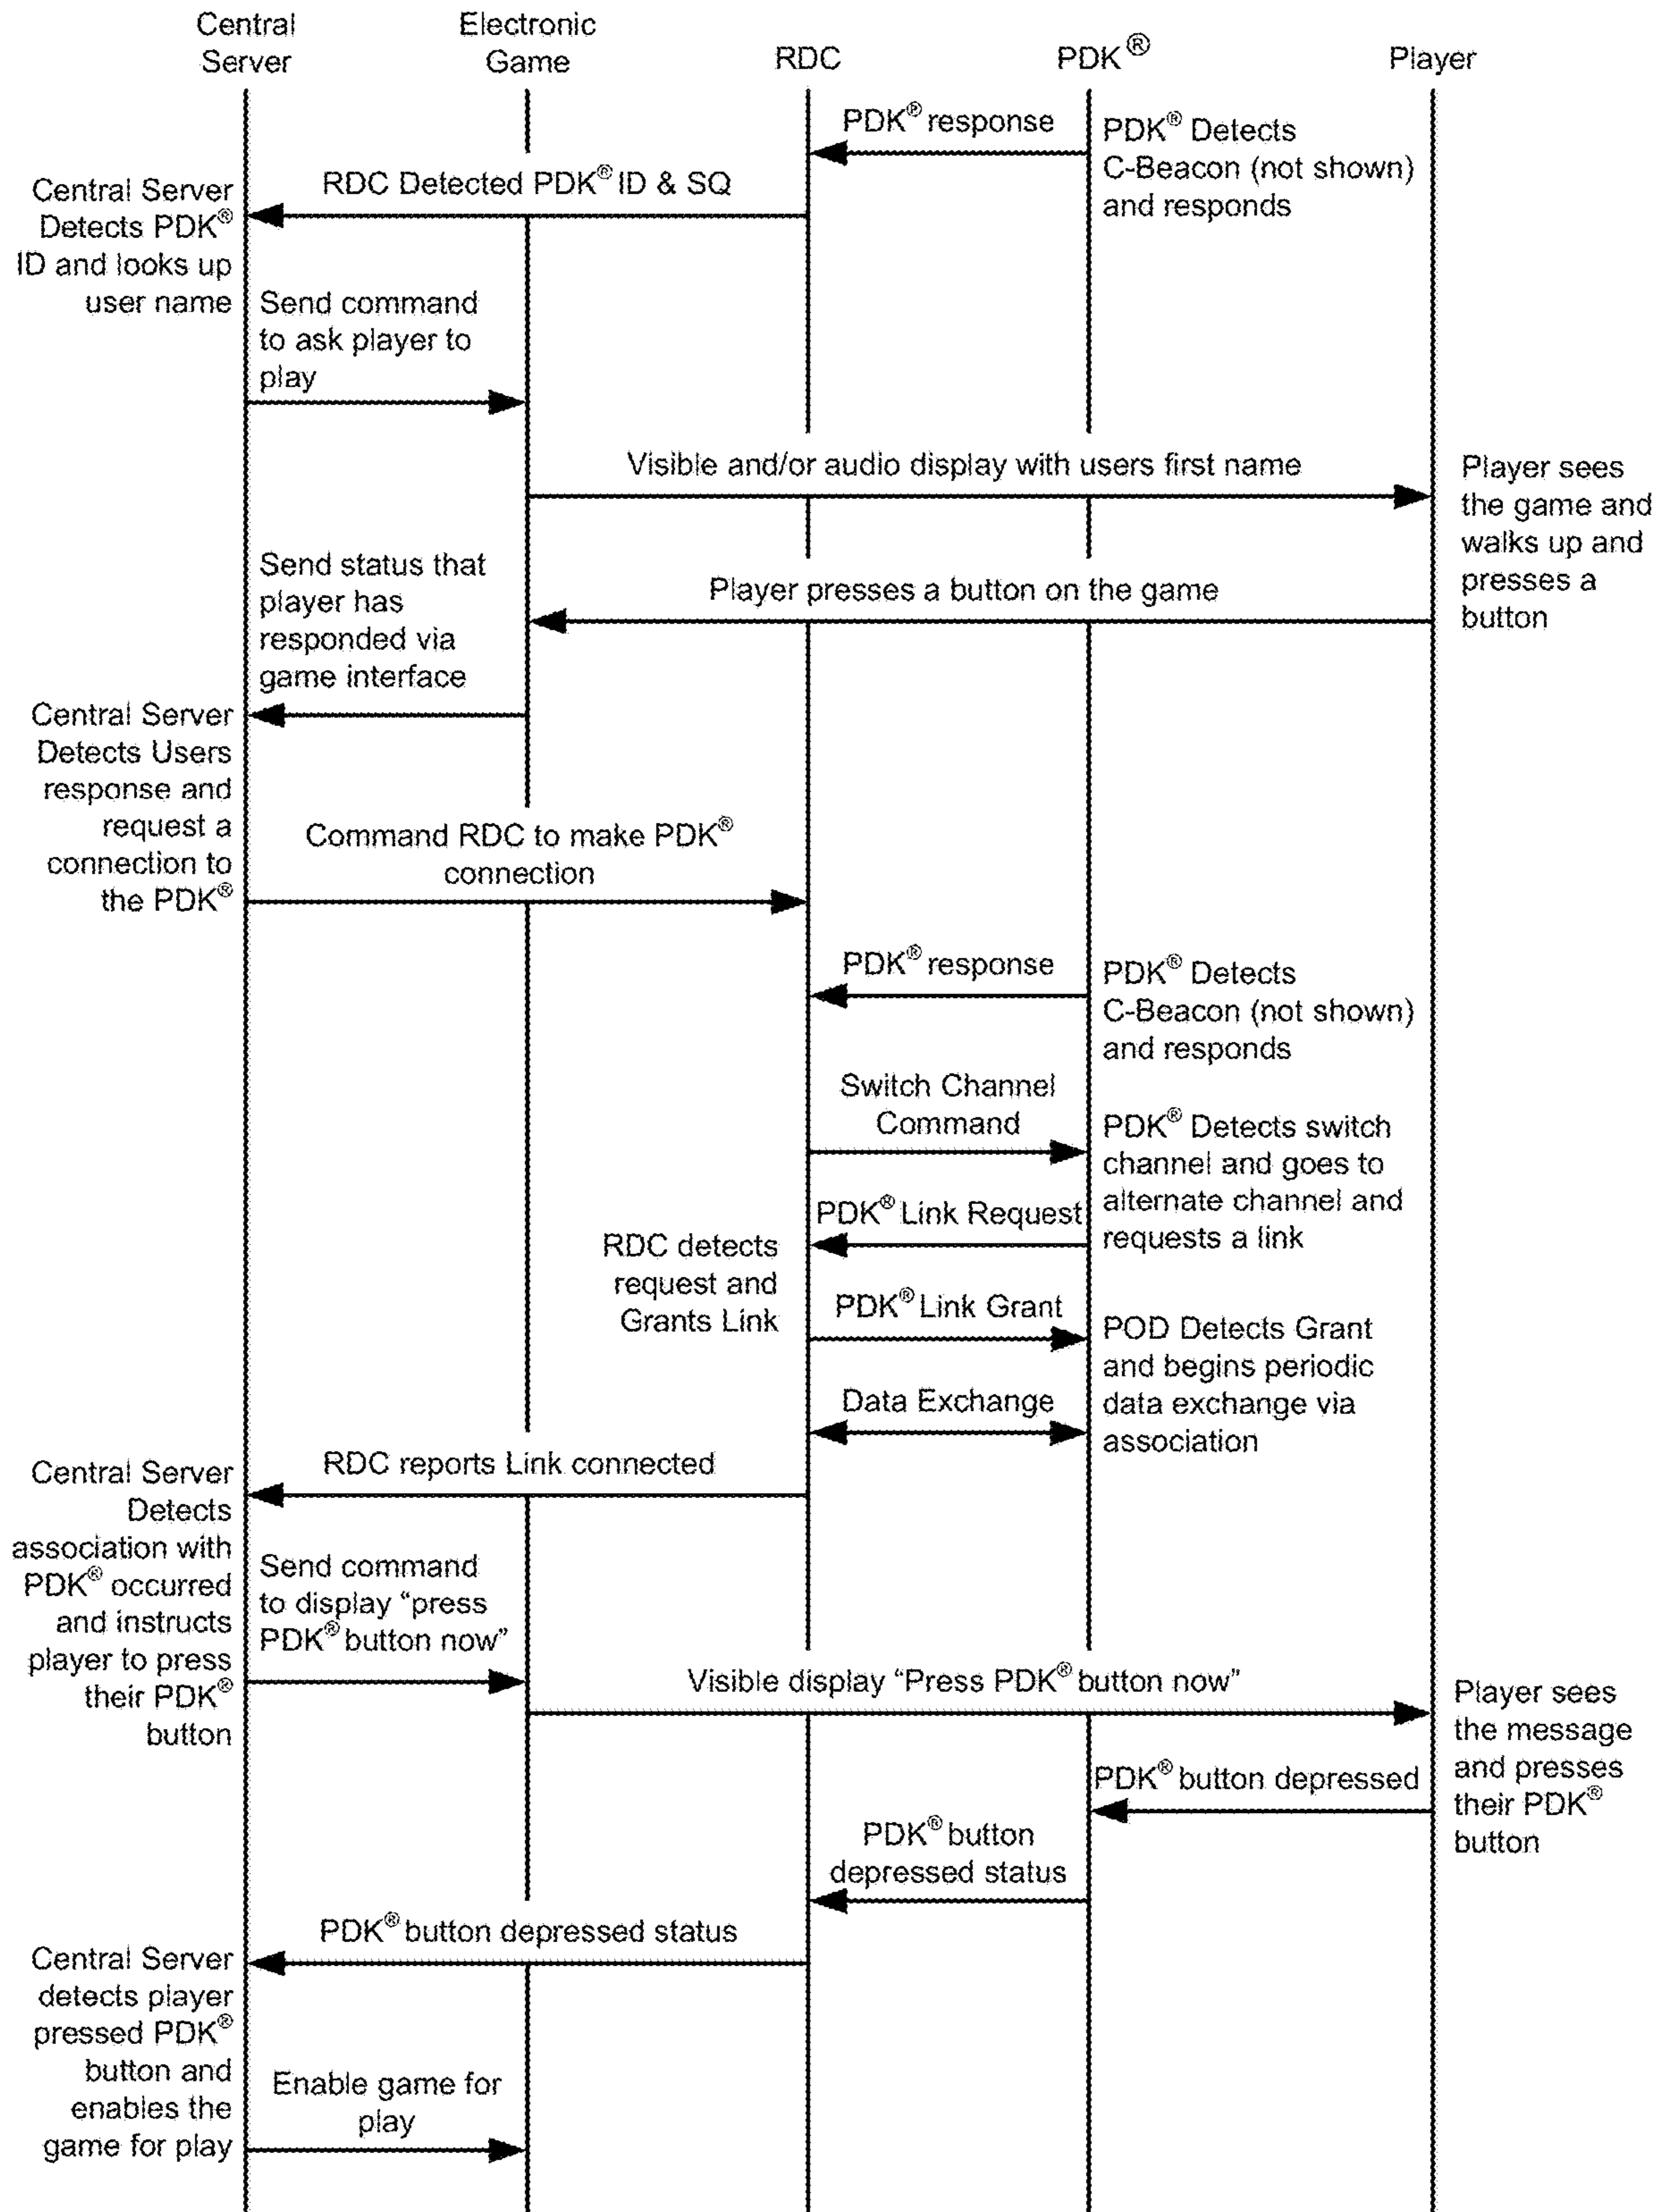 Central
Server
Electronic
Game
RDC
PDK®
Player
PDK® response
PDK® Detects
C-Beacon (not shown)
and responds
RDC Detected PDK® ID & SQ
Central Server
Detects PDK®
ID and looks up
user name
Send command
to ask player to
play
Visible and/or audio display with users first name
Player sees
the game and
walks up and
presses a
button
Player presses a button on the game
Send status that
player has
responded via
game interface
Central Server
Detects Users
response and
request a
connection to
the PDK®
Command RDC to make PDK®
connection
PDK® response
PDK® Detects
C-Beacon (not shown)
and responds
Switch Channel
Command
PDK® Detects switch
channel and goes to
alternate channel and
requests a link
PDK® Link Request
RDC detects
request and
Grants Link
PDK® Link Grant
POD Detects Grant
and begins periodic
data exchange via
association
Data Exchange
RDC reports Link connected
Central Server
Detects
association with
PDK® occurred
and instructs
player to press
their PDK®
button
Send command
to display “press
PDK® button now”
Visible display “Press PDK® button now”
Player sees
the message
and presses
their PDK®
button
PDK® button depressed
PDK® button
depressed status
PDK® button depressed status
Central Server
detects player
pressed PDK®
button and
enables the
game for play
Enable game for
play